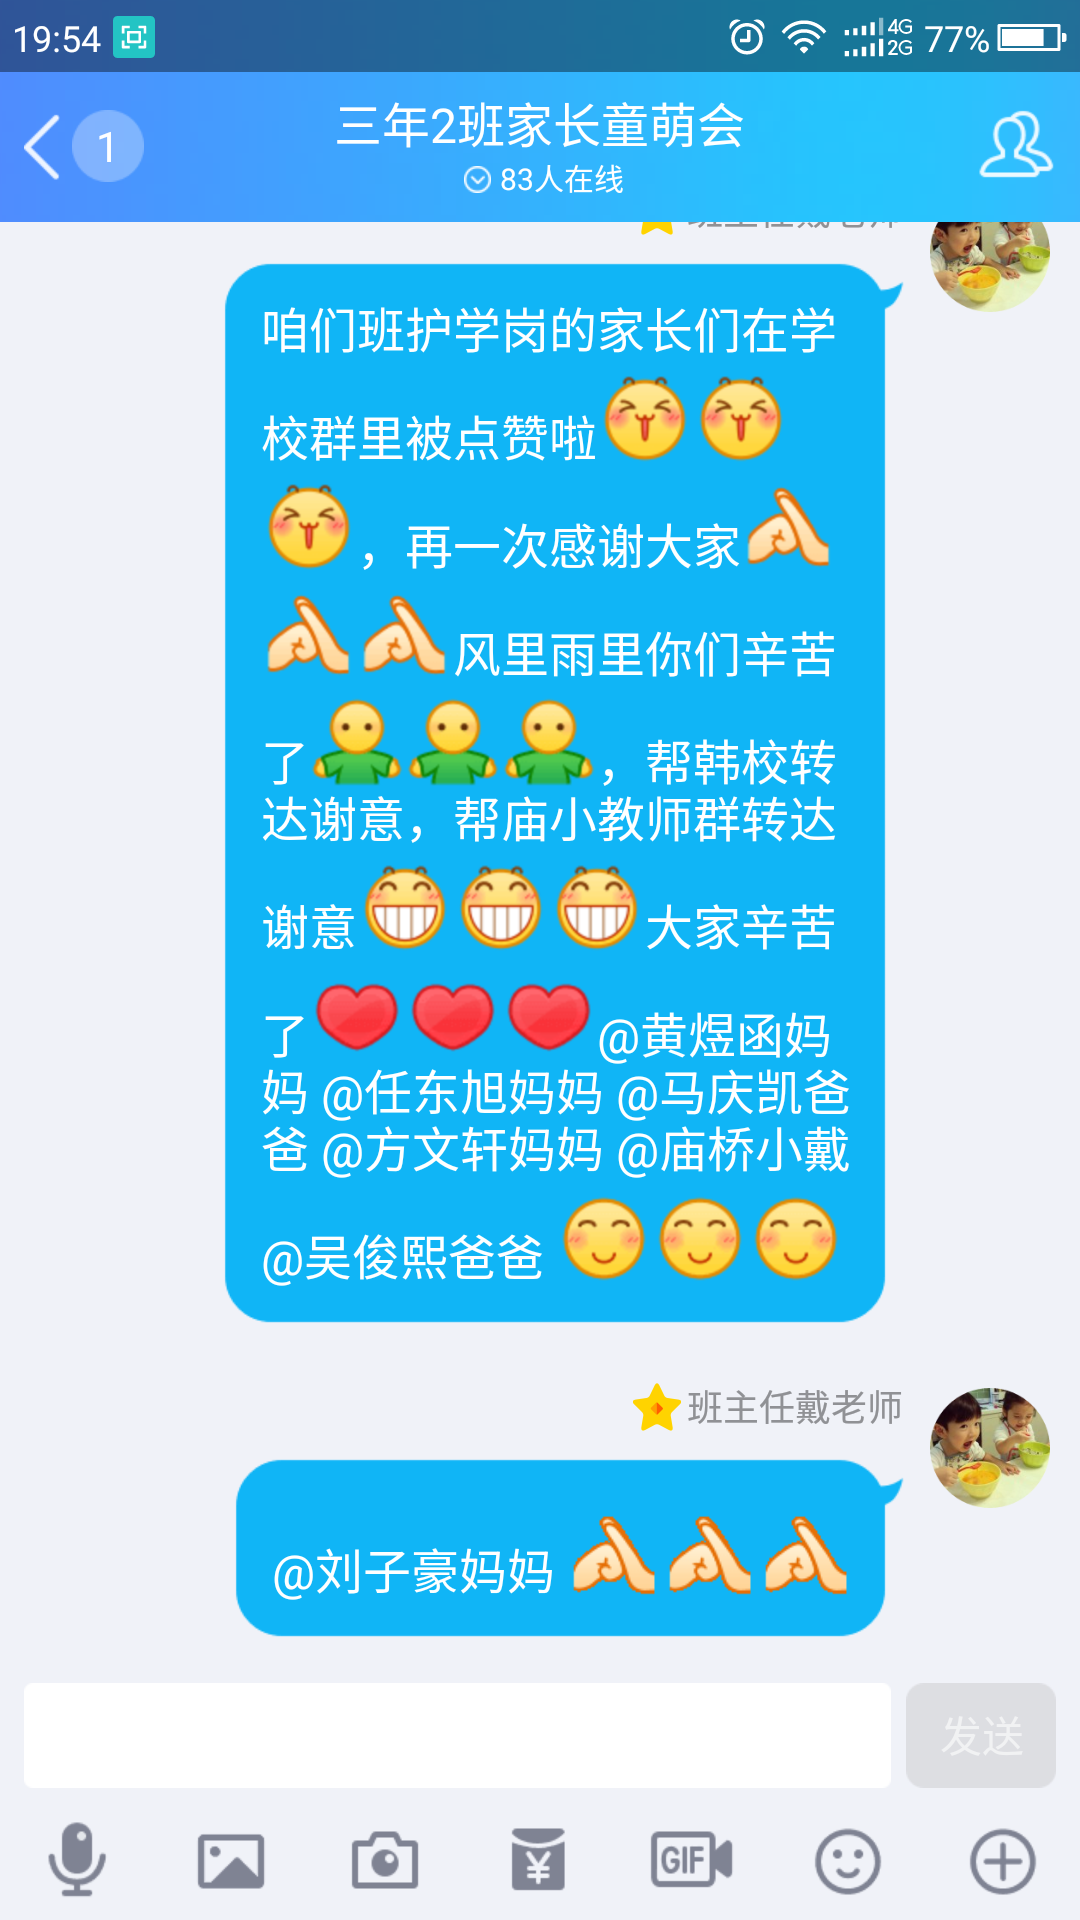 19:54
4G
2G
77%
1
三年2班家长童萌会
83人在线
班主任戴老师
咱们班护学岗的家长们在学
校群里被点赞啦
，再一次感谢大家
风里雨里你们辛苦
了，帮韩校转
达谢意，帮庙小教师群转达
谢意大家辛苦
了@黄煜函妈
妈 @任东旭妈妈 @马庆凯爸
爸 @方文轩妈妈 @庙桥小戴
@吴俊熙爸爸
班主任戴老师
@刘子豪妈妈
发送
¥
GIF